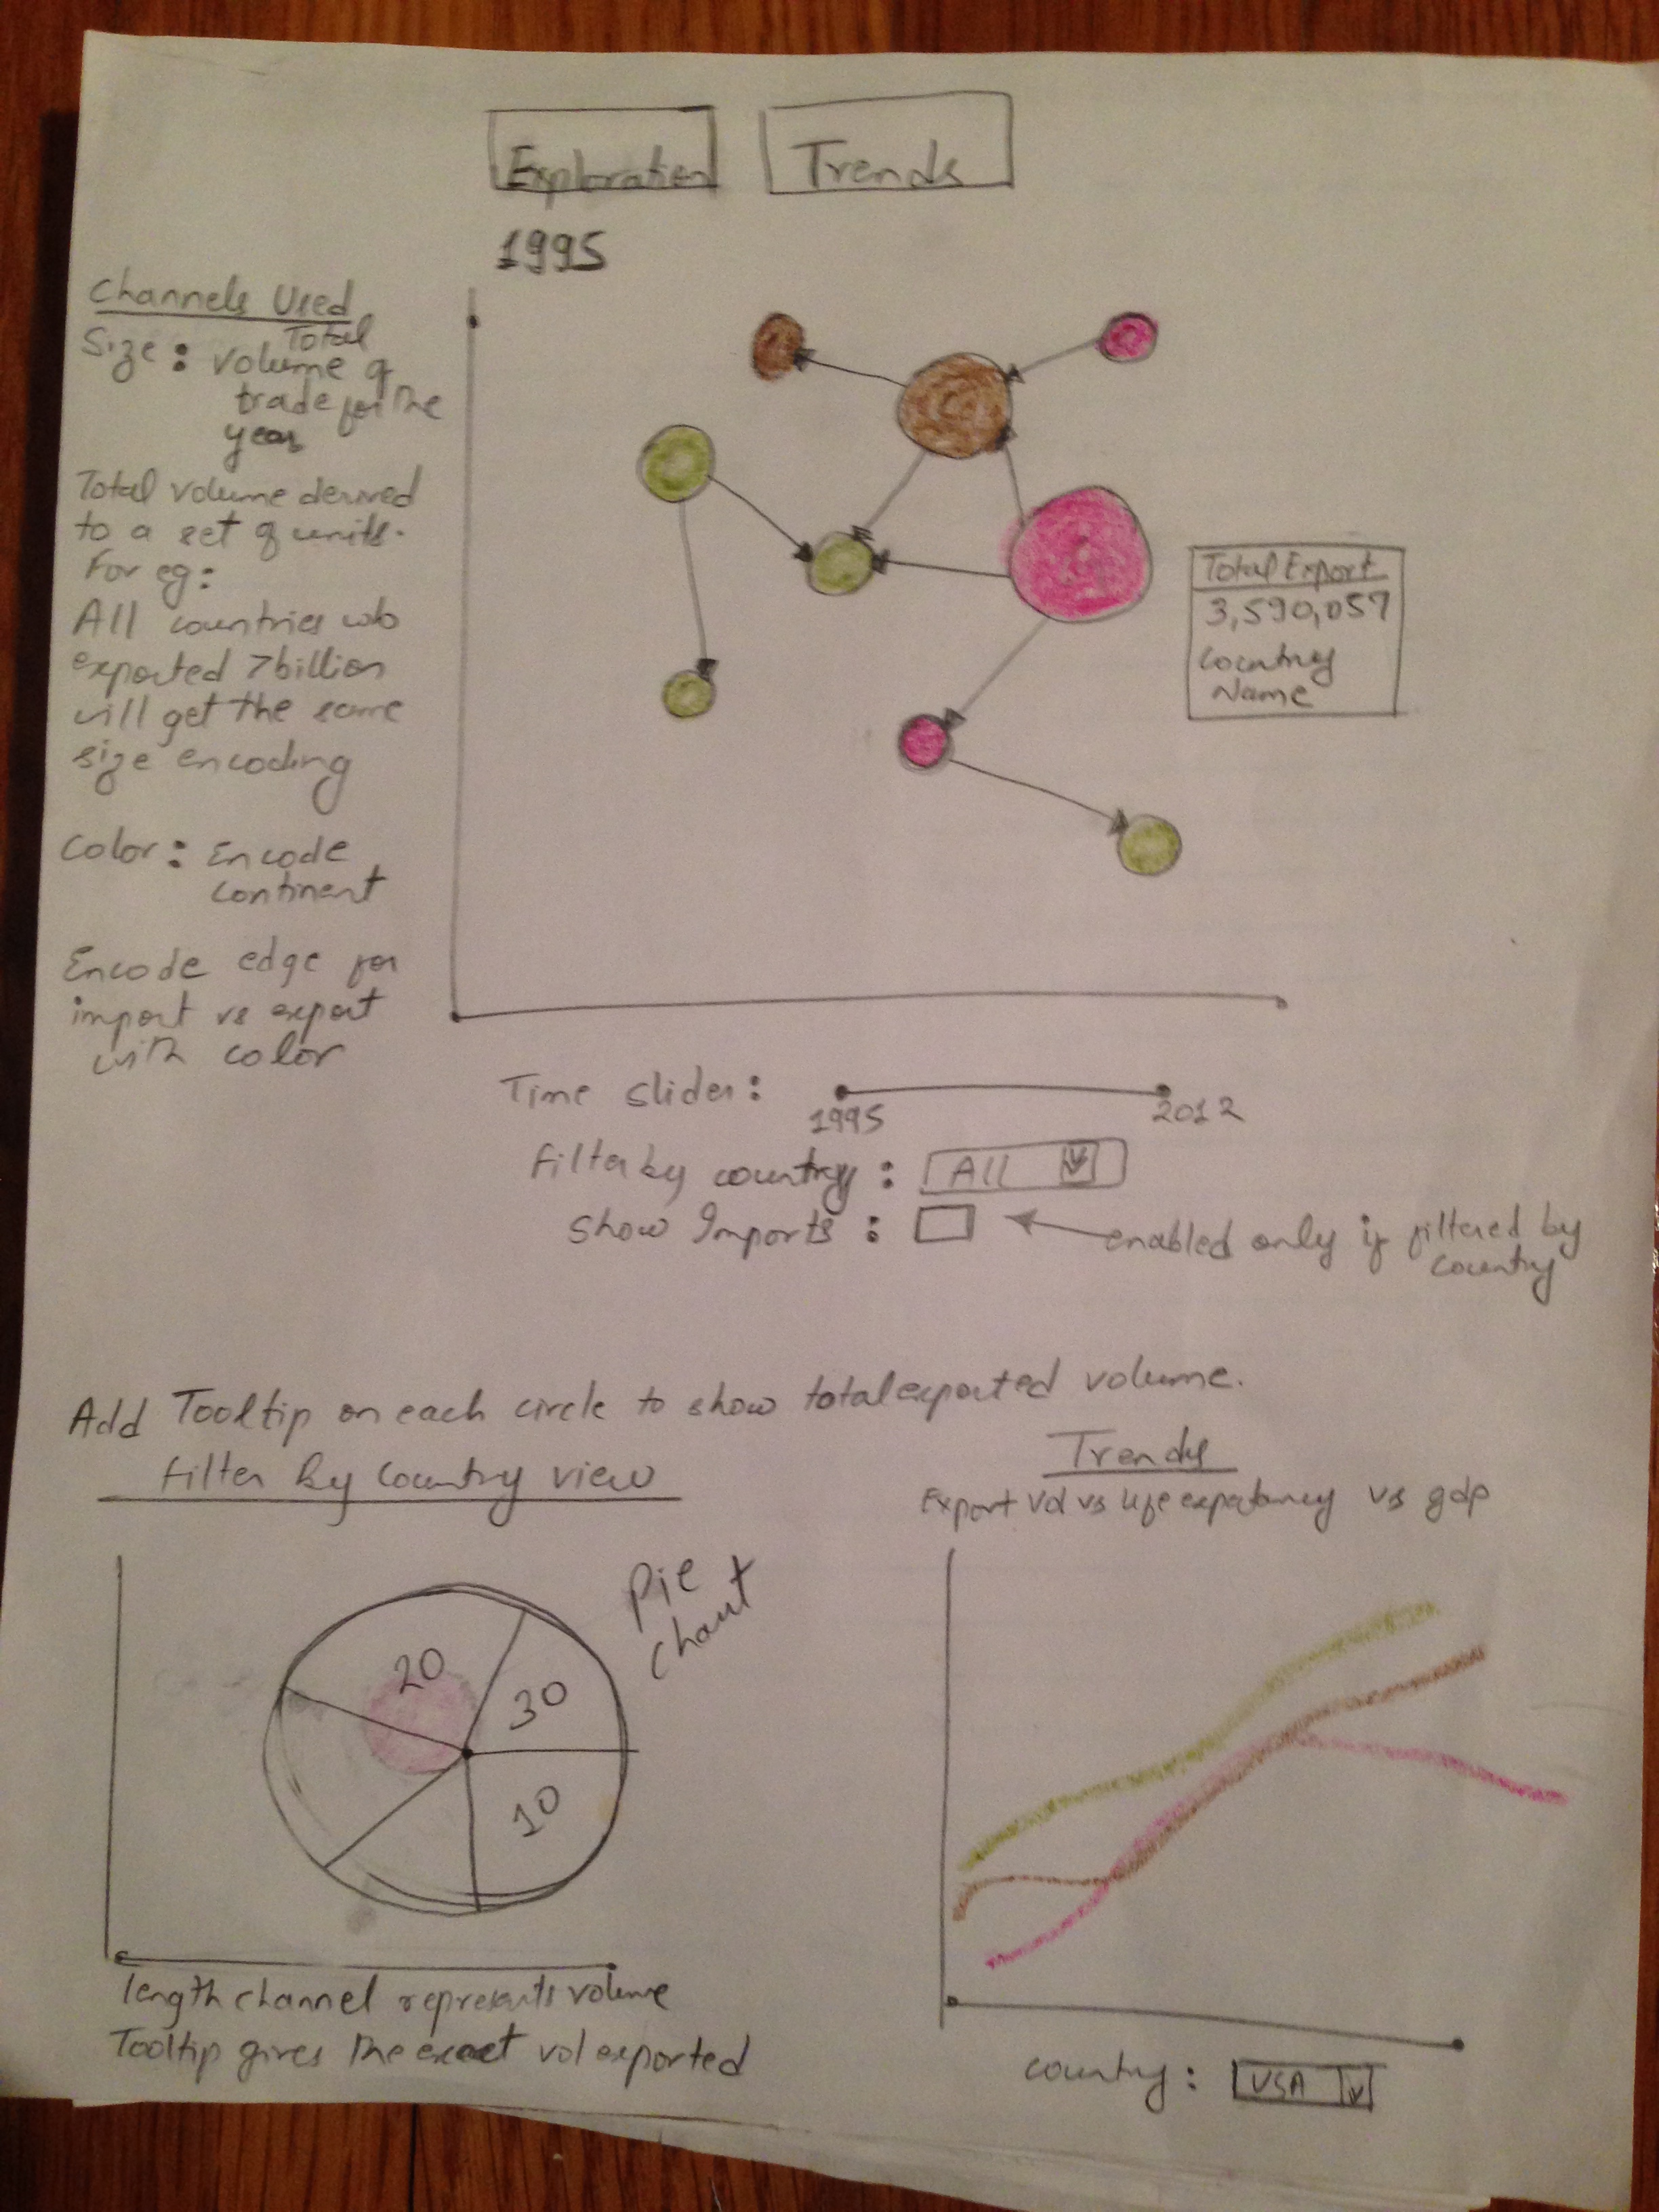 Exploration
Trends
1995
Channels Used
Size: Total
Volume of
trade for the
year
Total volume derived
to a set of units.
For eg:
All countries who
exported >billion
will get the same
size encoding
Color: Encode
continent
Encode edge for
import vs export
with color
Total Export
3,590,057
Country
Name
Time slider:
1995
2012
Filter by country:
All
Show Imports:
enabled only if filtered by
country
Add Tooltip on each circle to show total exported volume.
Filter by Country view
Pie
chart
20
30
10
length channel represents volume
Tooltip gives the exact vol exported
Trends
Export Vol vs life expectancy vs gdp
country:
USA